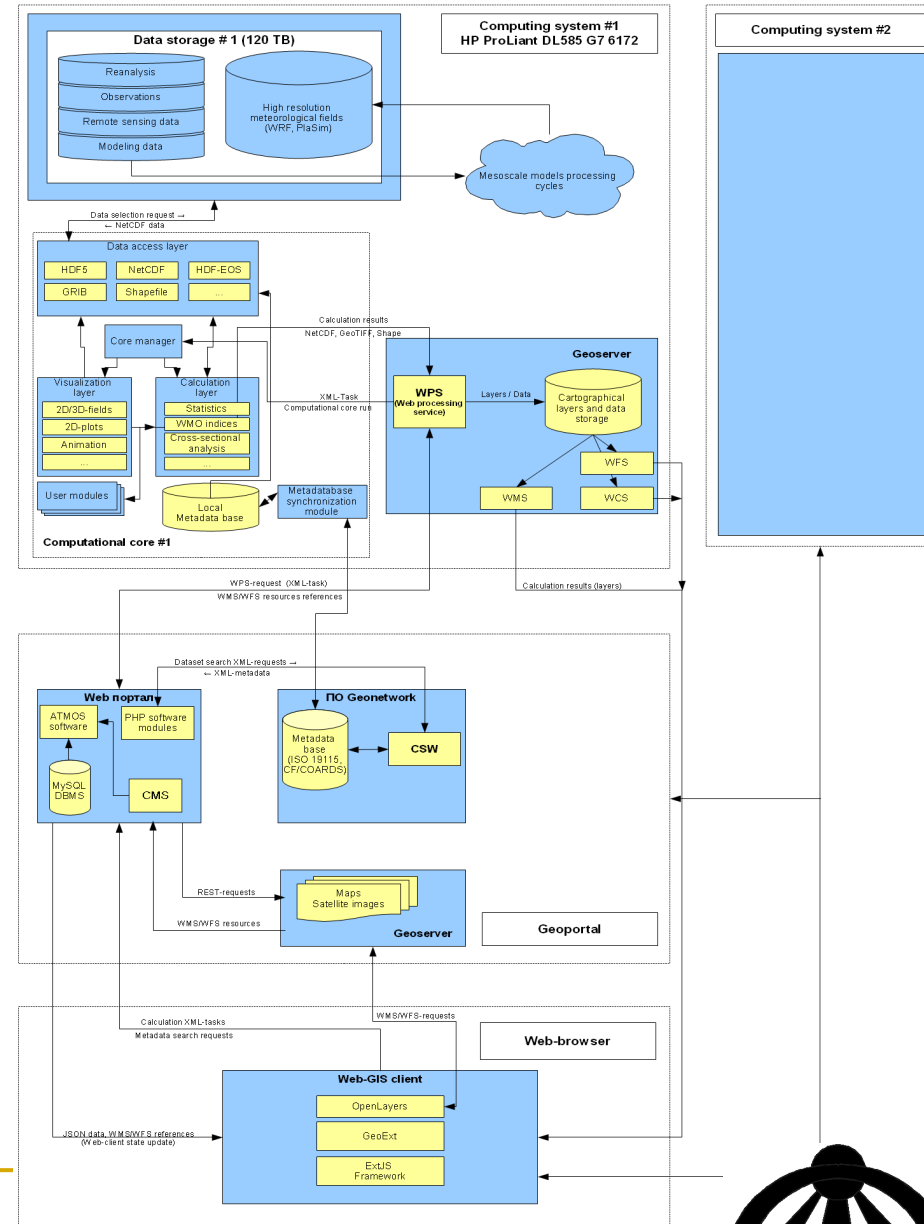 Computing system #1
HP ProLiant DL585 G7 6172
Computing system #2
Data storage # 1 (120 TB)
Reanalysis
Observations
Remote sensing data
Modeling data
High resolution
meteorological fields
(WRF, PlaSim)
Mesoscale models processing
cycles
Data selection request →
← NetCDF data
Data access layer
HDF5
NetCDF
HDF-EOS
GRIB
Shapefile
...
Core manager
Calculation results
NetCDF, GeoTIFF, Shape
XML-Task
Computational core run
Visualization
layer
2D/3D-fields
2D-plots
Animation
...
Calculation
layer
Statistics
WMO indices
Cross-sectional
analysis
...
User modules
Local
Metadata base
Metadatabase
synchronization
module
Computational core #1
Geoserver
WPS
(Web processing
service)
Layers / Data
Cartographical
layers and data
storage
WFS
WMS
WCS
WPS-request (XML-task)
WMS/WFS resources references
Calculation results (layers)
Dataset search XML-requests →
← XML-metadata
Web портал
ATMOS
software
PHP software
modules
MySQL
DBMS
CMS
ПО Geonetwork
Metadata
base
(ISO 19115,
CF/COARDS)
CSW
REST-requests
WMS/WFS resources
Maps
Satellite images
Geoserver
Geoportal
WMS/WFS-requests
Calculation XML-tasks
Metadata search requests
Web-browser
Web-GIS client
OpenLayers
GeoExt
ExtJS
Framework
JSON data, WMS/WFS references
(Web-client state update)